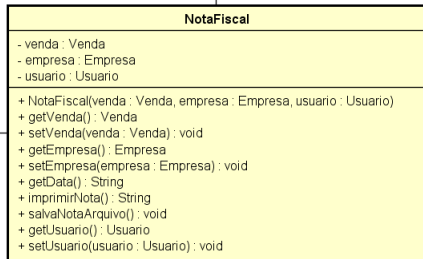 NotaFiscal
- venda : Venda
- empresa : Empresa
- usuario : Usuario
+ NotaFiscal(venda : Venda, empresa : Empresa, usuario : Usuario)
+ getVenda() : Venda
+ setVenda(venda : Venda) : void
+ getEmpresa() : Empresa
+ setEmpresa(empresa : Empresa) : void
+ getData() : String
+ imprimirNota() : String
+ salvaNotaArquivo() : void
+ getUsuario() : Usuario
+ setUsuario(usuario : Usuario) : void